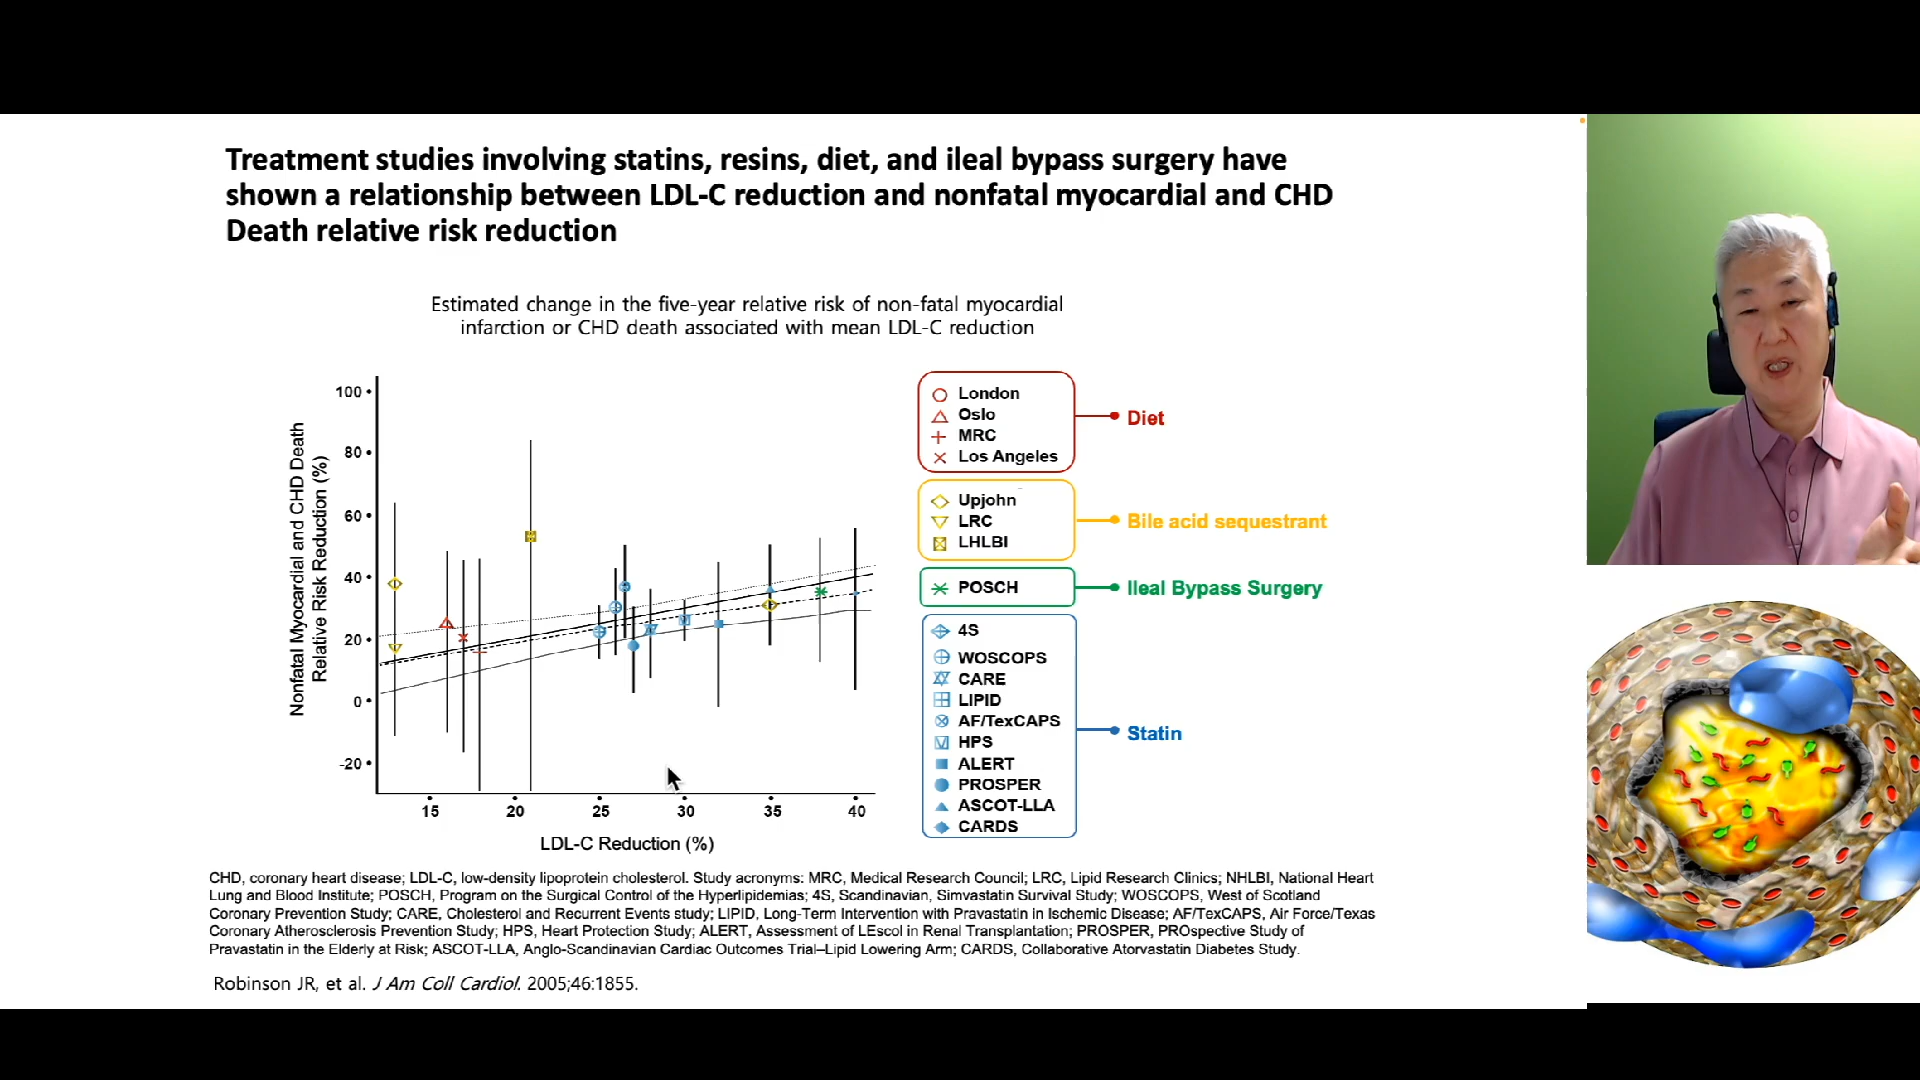 Treatment studies involving statins, resins, diet, and ileal bypass surgery have
shown a relationship between LDL-C reduction and nonfatal myocardial and CHD
Death relative risk reduction
Estimated change in the five-year relative risk of non-fatal myocardial
infarction or CHD death associated with mean LDL-C reduction
Nonfatal Myocardial and CHD Death
Relative Risk Reduction (%)
100
80
60
40
20
0
-20
15 20 25 30 35 40
LDL-C Reduction (%)
London
Oslo
MRC
Los Angeles
Diet
Upjohn
LRC
LHLBI
Bile acid sequestrant
POSCH
Ileal Bypass Surgery
4S
WOSCOPS
CARE
LIPID
AF/TexCAPS
HPS
ALERT
PROSPER
ASCOT-LLA
CARDS
Statin
CHD, coronary heart disease; LDL-C, low-density lipoprotein cholesterol. Study acronyms: MRC, Medical Research Council; LRC, Lipid Research Clinics; NHLBI, National Heart
Lung and Blood Institute; POSCH, Program on the Surgical Control of the Hyperlipidemias; 4S, Scandinavian, Simvastatin Survival Study; WOSCOPS, West of Scotland
Coronary Prevention Study; CARE, Cholesterol and Recurrent Events study; LIPID, Long-Term Intervention with Pravastatin in Ischemic Disease; AF/TexCAPS, Air Force/Texas
Coronary Atherosclerosis Prevention Study; HPS, Heart Protection Study; ALERT, Assessment of LEscol in Renal Transplantation; PROSPER, PROspective Study of
Pravastatin in the Elderly at Risk; ASCOT-LLA, Anglo-Scandinavian Cardiac Outcomes Trial–Lipid Lowering Arm; CARDS, Collaborative Atorvastatin Diabetes Study.
Robinson JR, et al. J Am Coll Cardiol. 2005;46:1855.